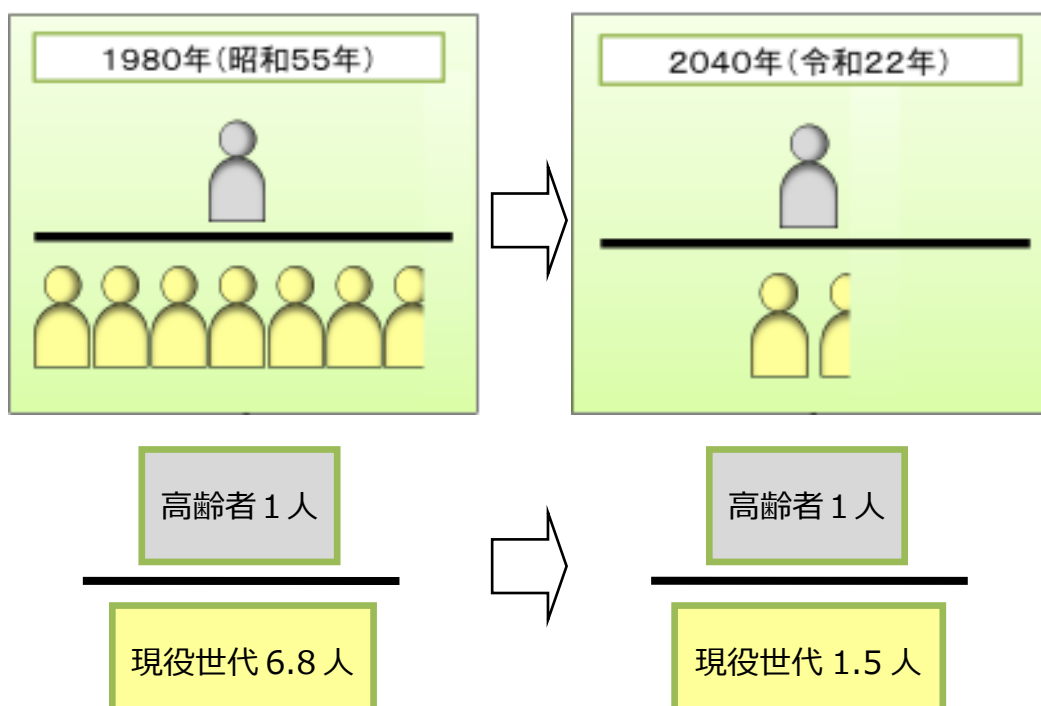 1980年(昭和55年)
2040年(令和22年)
高齢者1人
高齢者1人
現役世代 6.8 人
現役世代 1.5 人